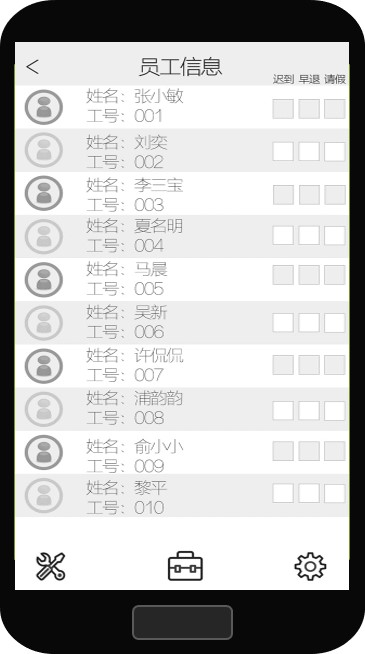 <
员工信息
迟到 早退 请假
姓名：张小敏
工号：001
姓名：刘奕
工号：002
姓名：李三宝
工号：003
姓名：夏名明
工号：004
姓名：马晨
工号：005
姓名：吴新
工号：006
姓名：许侃侃
工号：007
姓名：浦韵韵
工号：008
姓名：俞小小
工号：009
姓名：黎平
工号：010